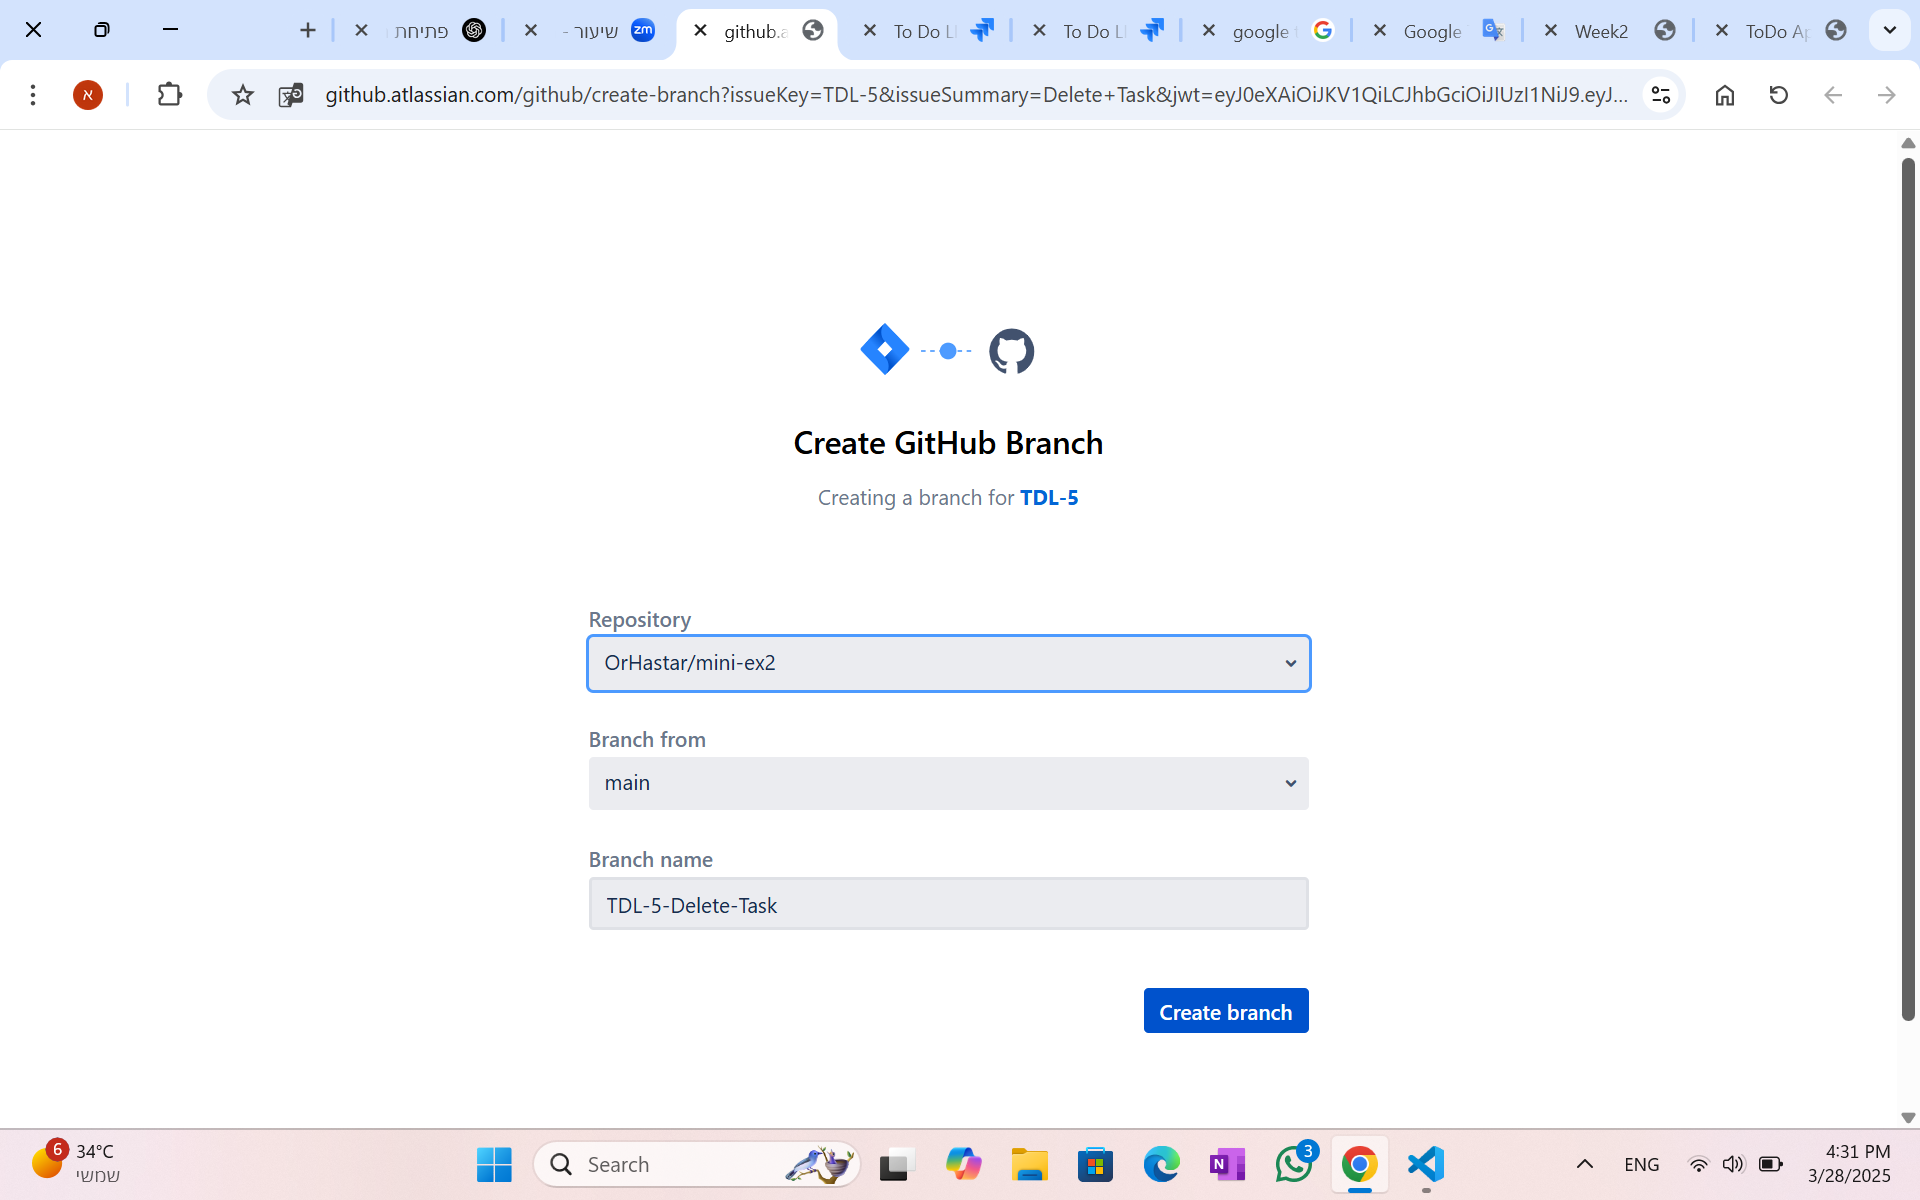 פתיחת
שיעור -
zm
github.a
To Do Li
To Do Li
google t
Google
Week2
ToDo Ap
א
github.atlassian.com/github/create-branch?issueKey=TDL-5&issueSummary=Delete+Task&jwt=eyJ0eXAiOiJKV1QiLCJhbGciOiJIUzI1NiJ9.eyJ...
Create GitHub Branch
Creating a branch for TDL-5
Repository
OrHastar/mini-ex2
Branch from
main
Branch name
TDL-5-Delete-Task
Create branch
6
34°C
שמשי
Search
N
3
ENG
4:31 PM
3/28/2025